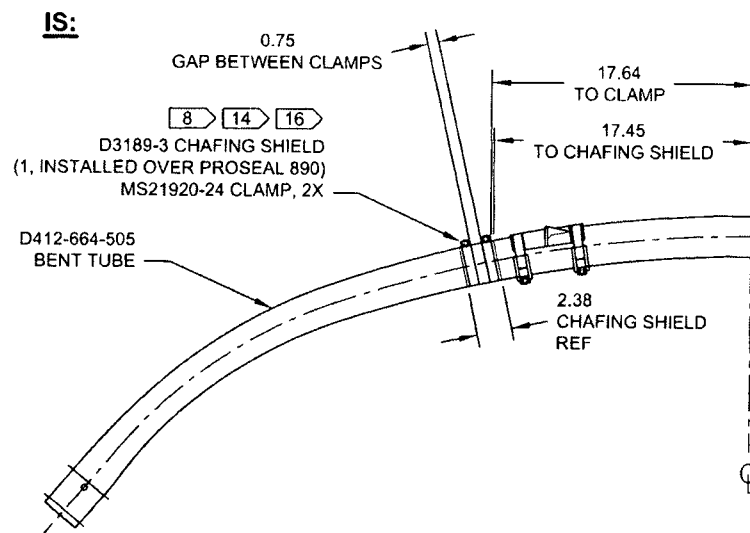 IS:
0.75
GAP BETWEEN CLAMPS
17.64
TO CLAMP
8 14 16
17.45
TO CHAFING SHIELD
D3189-3 CHAFING SHIELD
(1, INSTALLED OVER PROSEAL 890)
MS21920-24 CLAMP, 2X
D412-664-505
BENT TUBE
2.38
CHAFING SHIELD
REF
℄